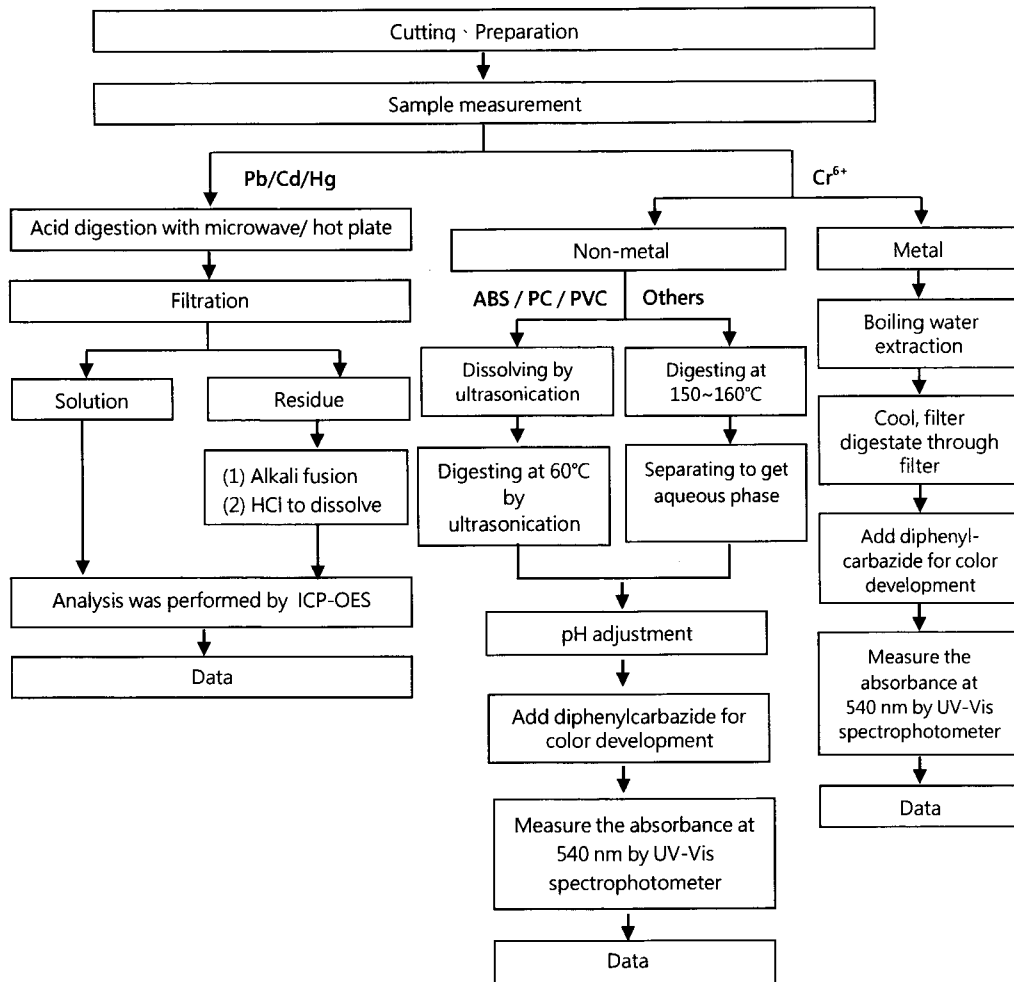 Cutting、Preparation
Sample measurement
Pb/Cd/Hg
Acid digestion with microwave/ hot plate
Filtration
Solution
Residue
(1) Alkali fusion
(2) HCl to dissolve
Analysis was performed by ICP-OES
Data
Cr⁶⁺
Non-metal
ABS / PC / PVC
Others
Dissolving by
ultrasonication
Digesting at
150~160℃
Digesting at 60℃
by
ultrasonication
Separating to get
aqueous phase
pH adjustment
Add diphenylcarbazide for
color development
Measure the absorbance at
540 nm by UV-Vis
spectrophotometer
Data
Metal
Boiling water
extraction
Cool, filter
digestate through
filter
Add diphenyl-
carbazide for color
development
Measure the
absorbance at
540 nm by UV-Vis
spectrophotometer
Data